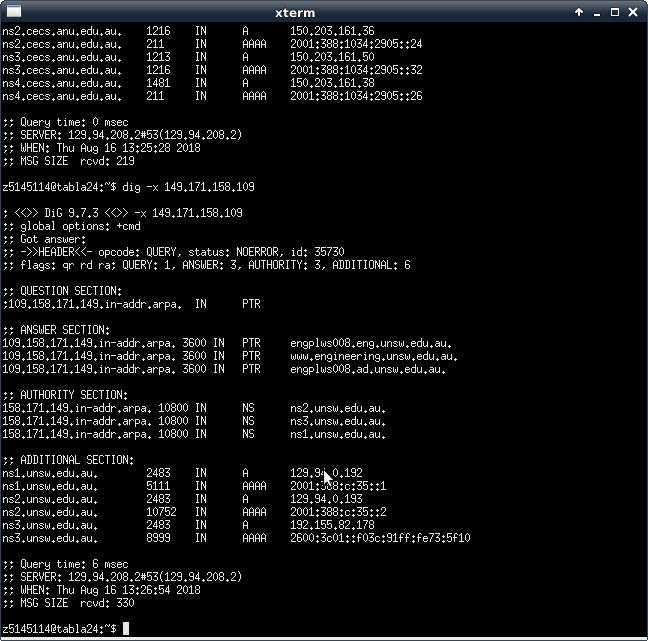 xterm
ns2.cecs.anu.edu.au. 1216 IN A 150.203.161.36
ns2.cecs.anu.edu.au. 211 IN AAAA 2001:388:1034:2905::24
ns3.cecs.anu.edu.au. 1213 IN A 150.203.161.50
ns3.cecs.anu.edu.au. 1216 IN AAAA 2001:388:1034:2905::32
ns4.cecs.anu.edu.au. 1481 IN A 150.203.161.38
ns4.cecs.anu.edu.au. 211 IN AAAA 2001:388:1034:2905::26
;; Query time: 0 msec
;; SERVER: 129.94.208.2#53(129.94.208.2)
;; WHEN: Thu Aug 16 13:25:28 2018
;; MSG SIZE rcvd: 219
z5145114@tabla24:~$ dig -x 149.171.158.109
; <<>> DiG 9.7.3 <<>> -x 149.171.158.109
;; global options: +cmd
;; Got answer:
;; ->>HEADER<<- opcode: QUERY, status: NOERROR, id: 35730
;; flags: qr rd ra; QUERY: 1, ANSWER: 3, AUTHORITY: 3, ADDITIONAL: 6
;; QUESTION SECTION:
;109.158.171.149.in-addr.arpa. IN PTR
;; ANSWER SECTION:
109.158.171.149.in-addr.arpa. 3600 IN PTR engplws008.eng.unsw.edu.au.
109.158.171.149.in-addr.arpa. 3600 IN PTR www.engineering.unsw.edu.au.
109.158.171.149.in-addr.arpa. 3600 IN PTR engplws008.ad.unsw.edu.au.
;; AUTHORITY SECTION:
158.171.149.in-addr.arpa. 10800 IN NS ns2.unsw.edu.au.
158.171.149.in-addr.arpa. 10800 IN NS ns3.unsw.edu.au.
158.171.149.in-addr.arpa. 10800 IN NS ns1.unsw.edu.au.
;; ADDITIONAL SECTION:
ns1.unsw.edu.au. 2483 IN A 129.94.0.192
ns1.unsw.edu.au. 5111 IN AAAA 2001:388:c:35::1
ns2.unsw.edu.au. 2483 IN A 129.94.0.193
ns2.unsw.edu.au. 10752 IN AAAA 2001:388:c:35::2
ns3.unsw.edu.au. 2483 IN A 192.155.82.178
ns3.unsw.edu.au. 8999 IN AAAA 2600:3c01::f03c:91ff:fe73:5f10
;; Query time: 6 msec
;; SERVER: 129.94.208.2#53(129.94.208.2)
;; WHEN: Thu Aug 16 13:26:54 2018
;; MSG SIZE rcvd: 330
z5145114@tabla24:~$